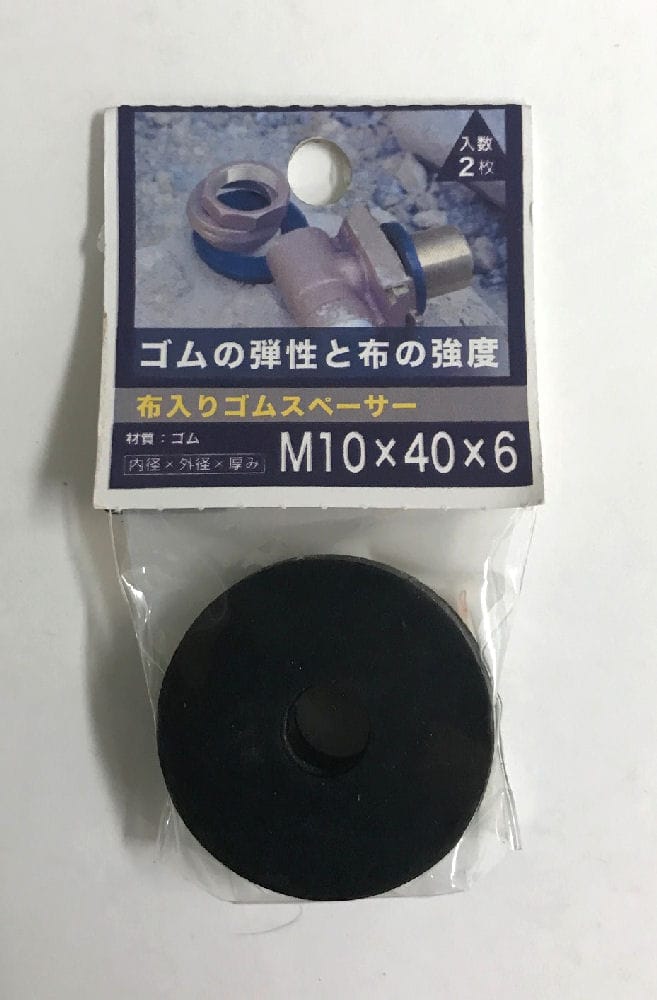 入数
2枚
ゴムの弾性と布の強度
布入りゴムスペーサー
材質：ゴム
内径×外径×厚み
M10×40×6